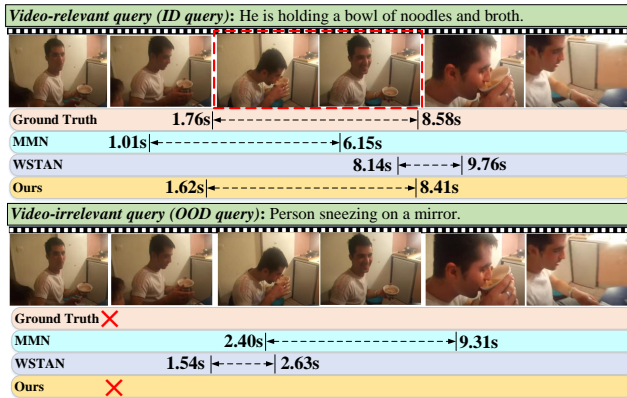 Video-relevant query (ID query): He is holding a bowl of noodles and broth.
Ground Truth 1.76s 8.58s
MMN 1.01s 6.15s
WSTAN 8.14s 9.76s
Ours 1.62s 8.41s
Video-irrelevant query (OOD query): Person sneezing on a mirror.
Ground Truth
MMN 2.40s 9.31s
WSTAN 1.54s 2.63s
Ours